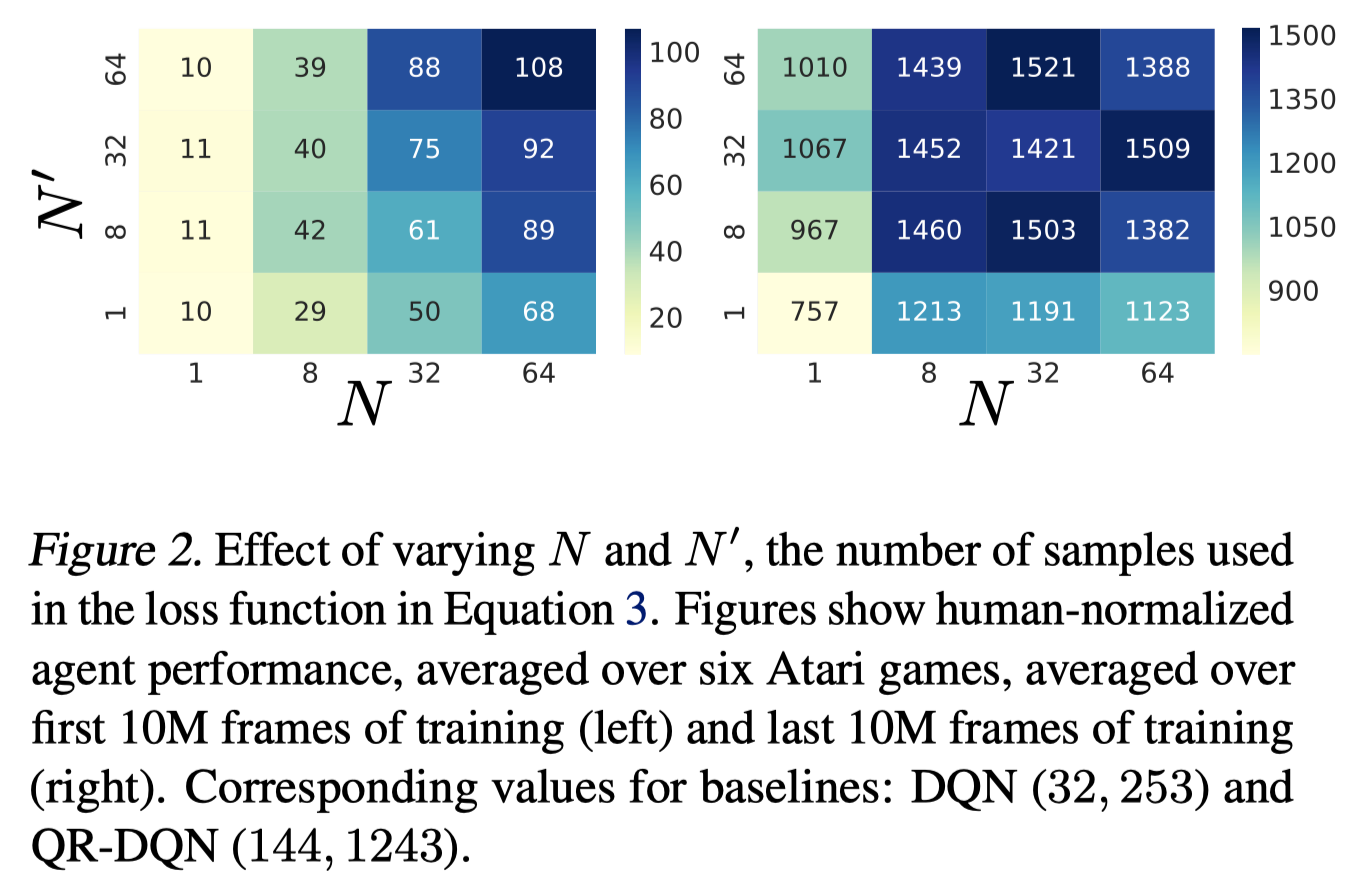 64 10 39 88 108 100 64 1010 1439 1521 1388 1500
32 11 40 75 92 80 32 1067 1452 1421 1509 1350
N′ 60 1200
8 11 42 61 89 40 8 967 1460 1503 1382 1050
1 10 29 50 68 20 1 757 1213 1191 1123 900
1 8 32 64 1 8 32 64
N N
Figure 2. Effect of varying N and N′, the number of samples used
in the loss function in Equation 3. Figures show human-normalized
agent performance, averaged over six Atari games, averaged over
first 10M frames of training (left) and last 10M frames of training
(right). Corresponding values for baselines: DQN (32, 253) and
QR-DQN (144, 1243).